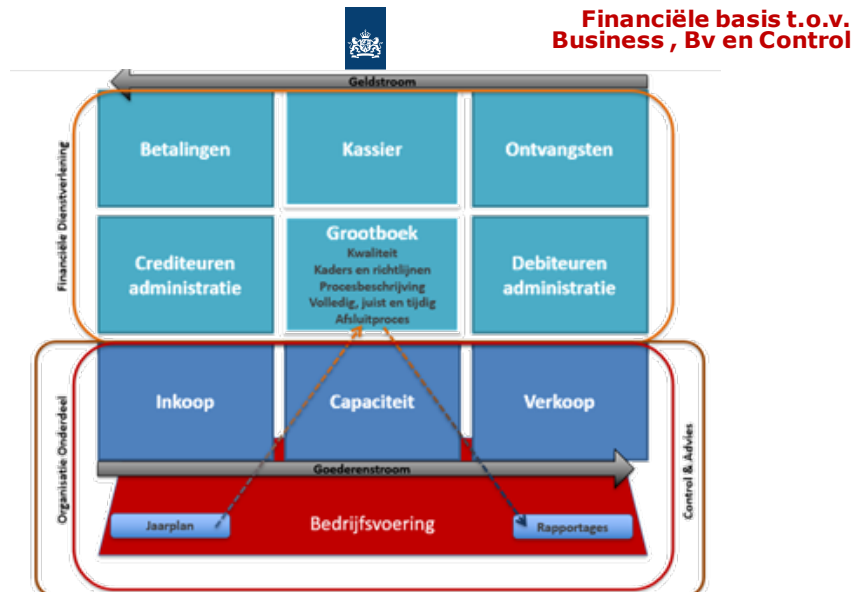 Financiële basis t.o.v.
Business , Bv en Control
Geldstroom
Betalingen
Kassier
Ontvangsten
Financiële Dienstverlening
Crediteuren
administratie
Grootboek
Kwaliteit
Kaders en richtlijnen
Procesbeschrijving
Volledig, juist en tijdig
Afsluitproces
Debiteuren
administratie
Organisatie Onderdeel
Inkoop
Capaciteit
Verkoop
Control & Advies
Goederenstroom
Jaarplan
Bedrijfsvoering
Rapportages